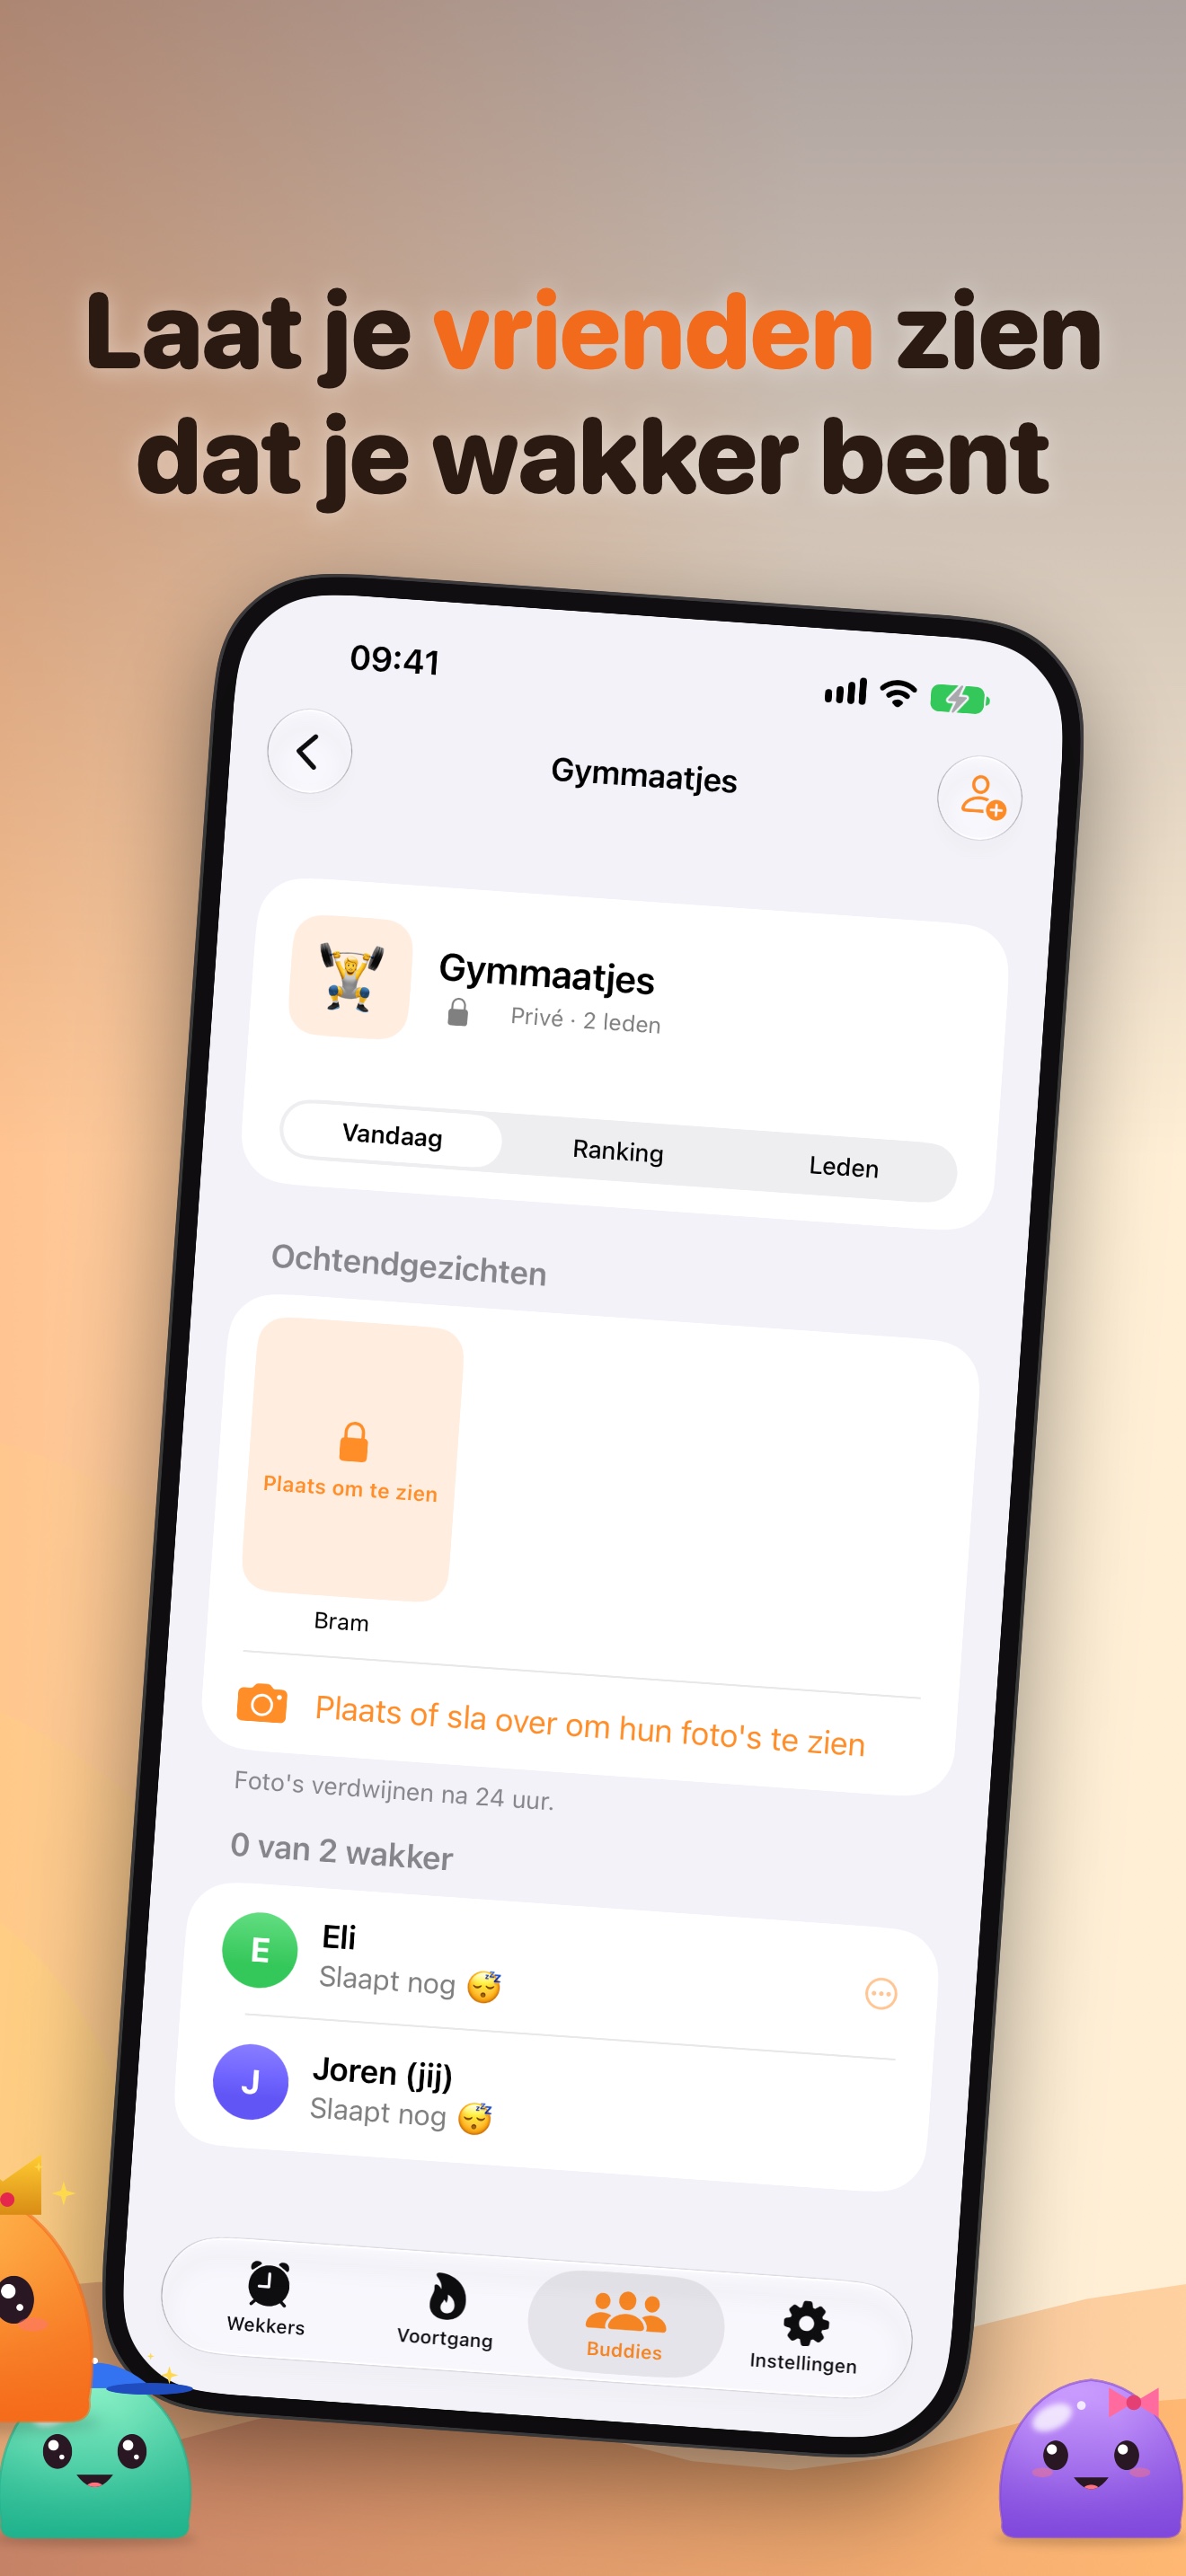 Laat je vrienden zien
dat je wakker bent
09:41
Gymmaatjes
Gymmaatjes
Privé · 2 leden
Vandaag
Ranking
Leden
Ochtendgezichten
Plaats om te zien
Bram
Plaats of sla over om hun foto's te zien
Foto's verdwijnen na 24 uur.
0 van 2 wakker
E
Eli
Slaapt nog 😴
J
Joren (jij)
Slaapt nog 😴
Wekkers
Voortgang
Buddies
Instellingen